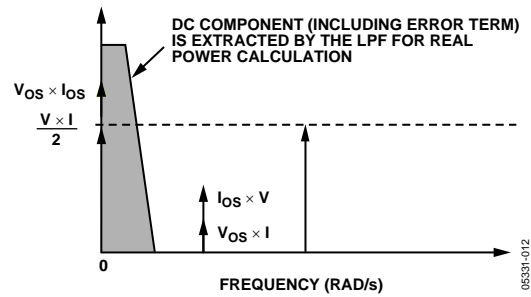 DC COMPONENT (INCLUDING ERROR TERM)
IS EXTRACTED BY THE LPF FOR REAL
POWER CALCULATION
VOS × IOS
V × I
2
IOS × V
VOS × I
0
FREQUENCY (RAD/s)
05331-012